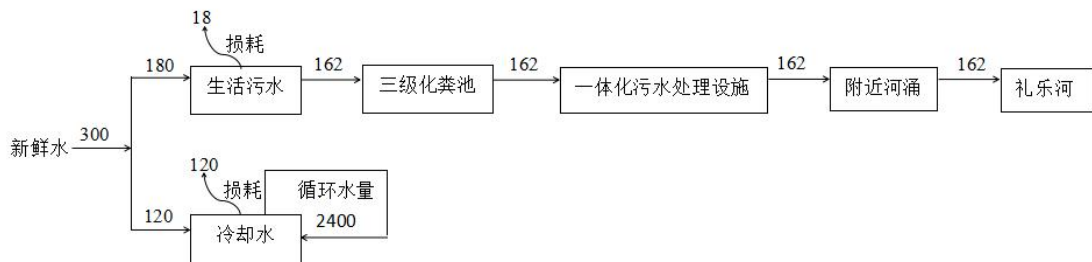 18
损耗
180
生活污水
162
三级化粪池
162
一体化污水处理设施
162
附近河涌
162
礼乐河
新鲜水
300
120
损耗
循环水量
120
冷却水
2400